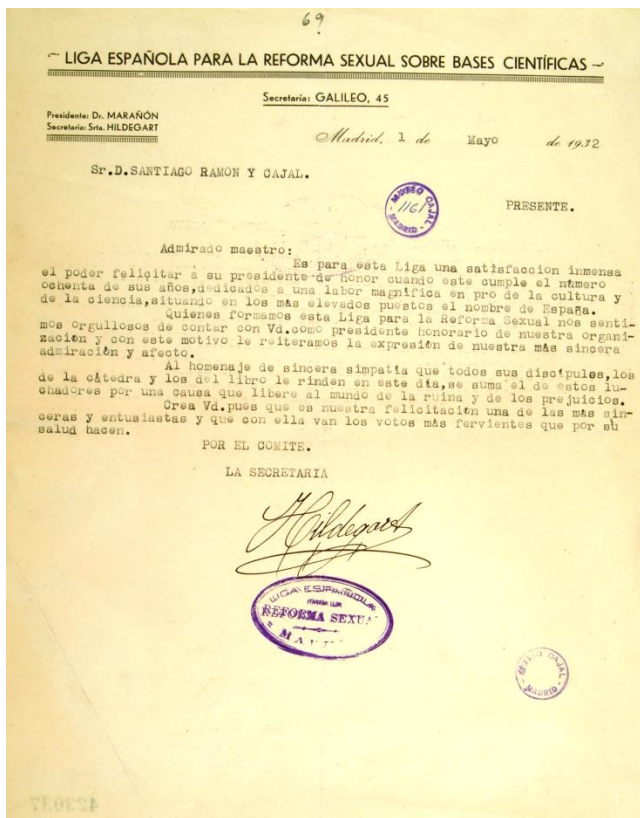 69
~ LIGA ESPAÑOLA PARA LA REFORMA SEXUAL SOBRE BASES CIENTÍFICAS ~
Secretaría: GALILEO, 45
Presidente: Dr. MARAÑÓN
Secretaria: Srta. HILDEGART
Madrid, 1 de Mayo de 1932
Sr.D.SANTIAGO RAMON Y CAJAL.
MUSEO CAJAL - MADRID -
1161
PRESENTE.
Admirado maestro:
Es para esta Liga una satisfaccion inmensa
el poder felicitar a su presidente de honor cuando este cumple el número
ochenta de sus años,dedicados a una labor magnífica en pro de la cultura y
de la ciencia,situando en los más elevados puestos el nombre de España.
Quienes formamos esta Liga para la Reforma Sexual nos senti-
mos orgullosos de contar con Vd.como presidente honorario de nuestra organi-
zación y con este motivo le reiteramos la expresión de nuestra más sincera
admiración y afecto.
Al homenaje de sincera simpatía que todos sus discípulos,los
de la cátedra y los del libro le rinden en este día,se suma el de estos lu-
chadores por una causa que libere al mundo de la ruina y de los prejuicios.
Crea Vd.pues que es nuestra felicitación una de las más sin-
ceras y entusiastas y que con ella van los votos más fervientes que por su
salud hacen.
POR EL COMITE.
LA SECRETARIA
Hildegart
LIGA ESPAÑOLA
PARA LA
REFORMA SEXUAL
MADRID
MUSEO CAJAL - MADRID -
423037